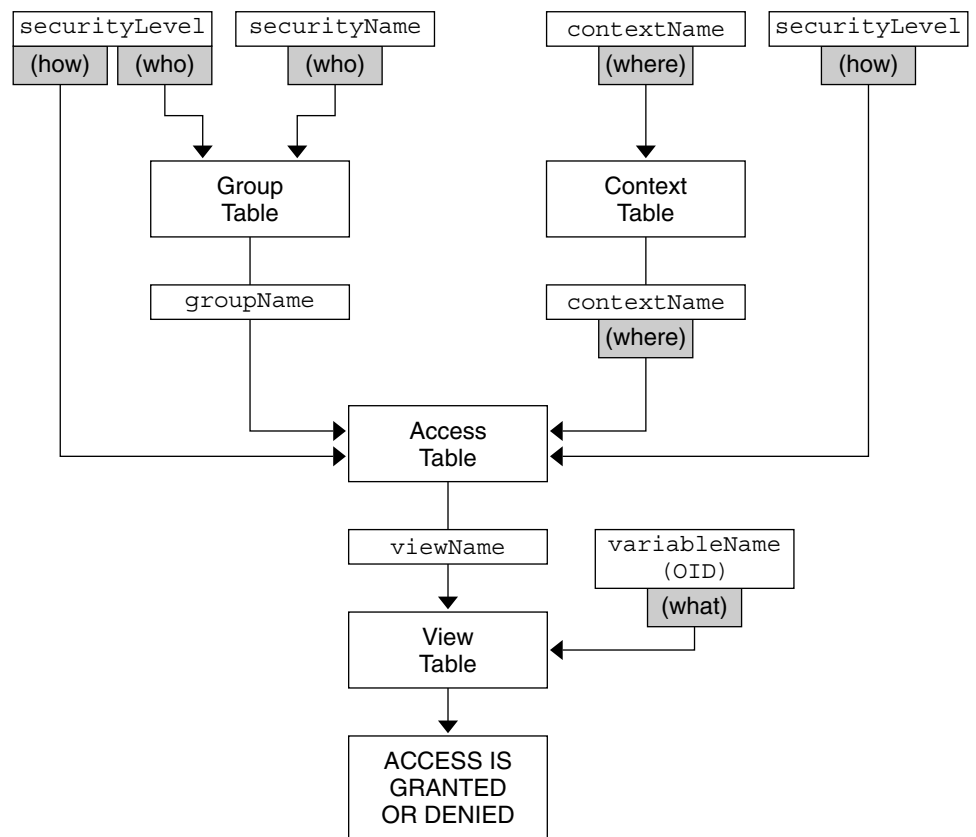 securityLevel
(how)
(who)
securityName
(who)
contextName
(where)
securityLevel
(how)
Group
Table
Context
Table
groupName
contextName
(where)
Access
Table
viewName
variableName
(OID)
(what)
View
Table
ACCESS IS
GRANTED
OR DENIED